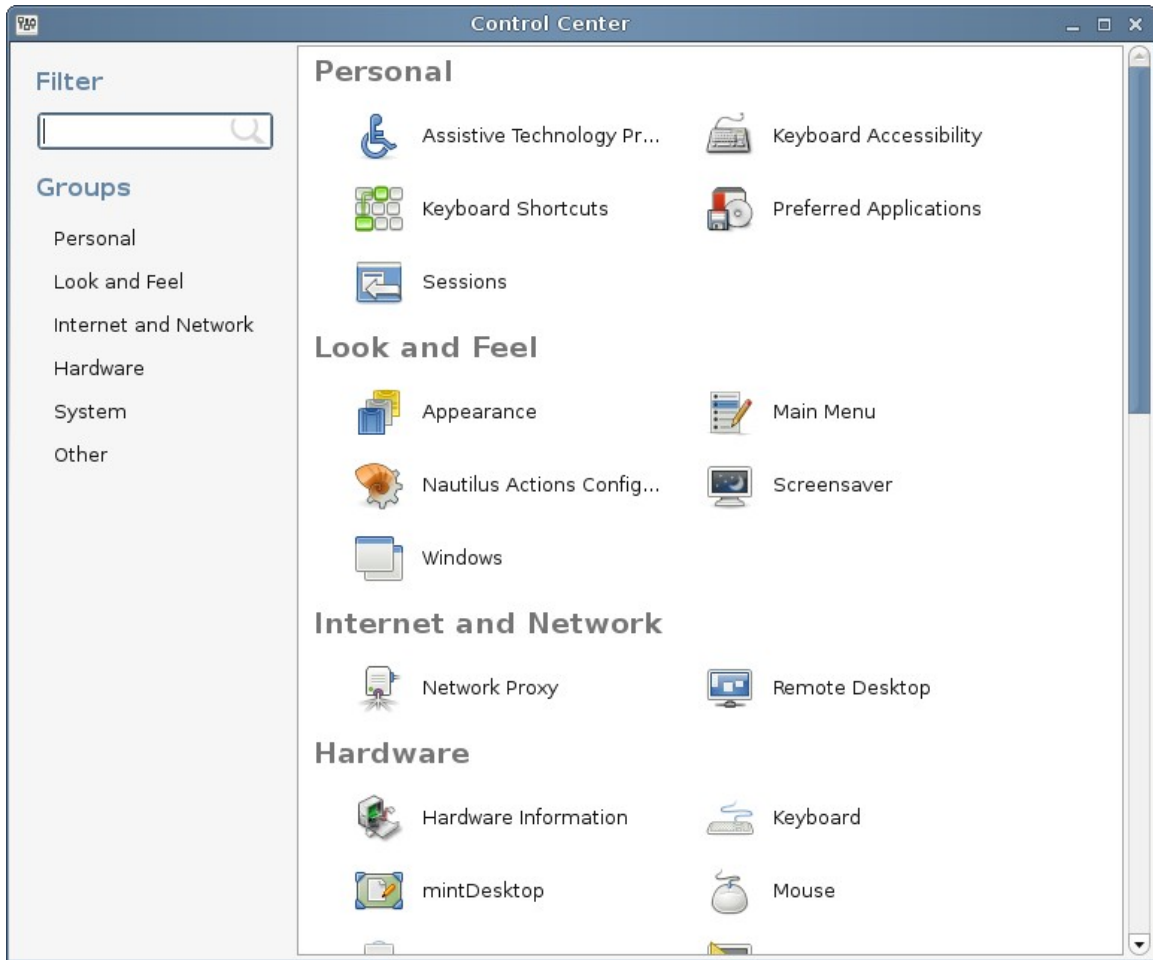 Control Center
Filter
Groups
Personal
Look and Feel
Internet and Network
Hardware
System
Other
Personal
Assistive Technology Pr... Keyboard Accessibility
Keyboard Shortcuts Preferred Applications
Sessions
Look and Feel
Appearance Main Menu
Nautilus Actions Config... Screensaver
Windows
Internet and Network
Network Proxy Remote Desktop
Hardware
Hardware Information Keyboard
mintDesktop Mouse